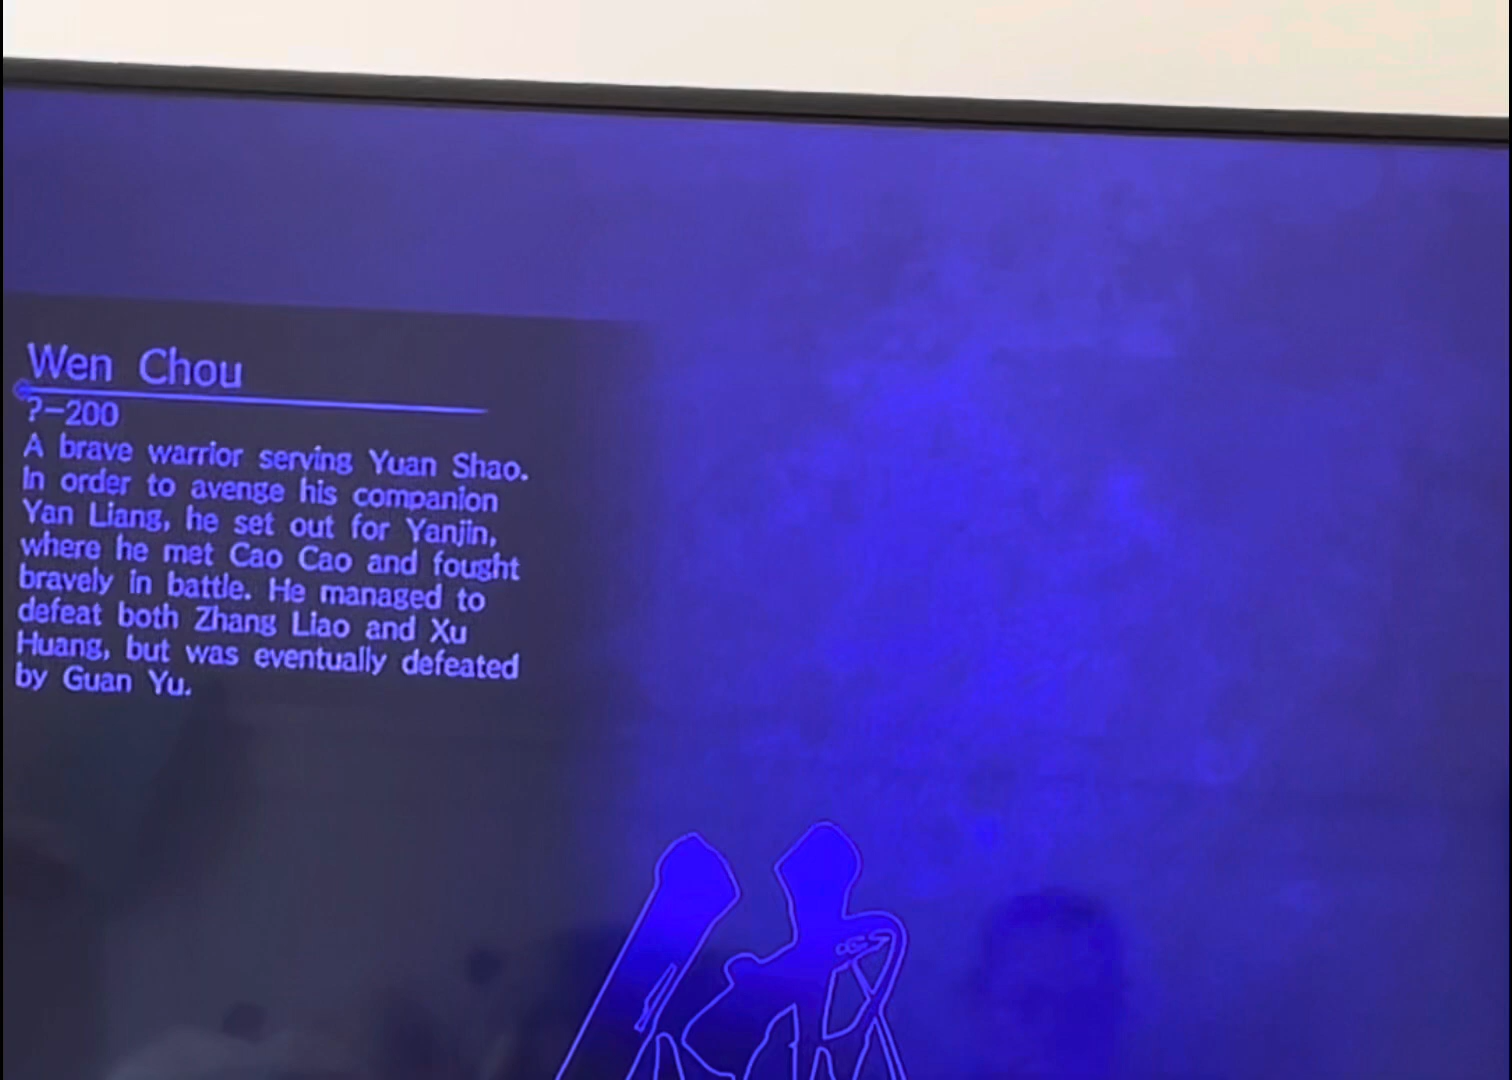 Wen Chou
?-200
A brave warrior serving Yuan Shao.
In order to avenge his companion
Yan Liang, he set out for Yanjin,
where he met Cao Cao and fought
bravely in battle. He managed to
defeat both Zhang Liao and Xu
Huang, but was eventually defeated
by Guan Yu.